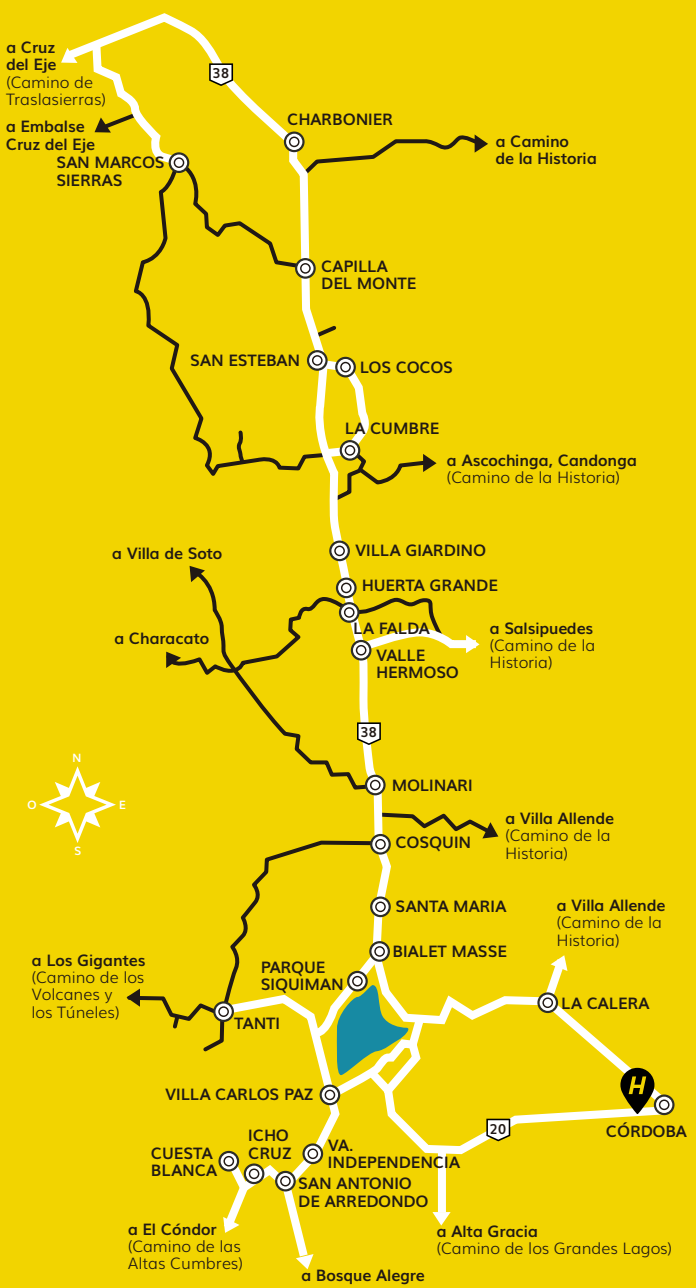 a Cruz
del Eje
(Camino de
Traslasierras)
38
CHARBONIER
a Embalse
Cruz del Eje
a Camino
de la Historia
SAN MARCOS
SIERRAS
CAPILLA
DEL MONTE
SAN ESTEBAN
LOS COCOS
LA CUMBRE
a Ascochinga, Candonga
(Camino de la Historia)
VILLA GIARDINO
a Villa de Soto
HUERTA GRANDE
LA FALDA
a Salsipuedes
(Camino de la
Historia)
a Characato
VALLE
HERMOSO
38
N
O
E
S
MOLINARI
a Villa Allende
(Camino de la
Historia)
COSQUIN
SANTA MARIA
a Villa Allende
(Camino de la
Historia)
BIALET MASSE
a Los Gigantes
(Camino de los
Volcanes y
los Túneles)
PARQUE
SIQUIMAN
TANTI
LA CALERA
VILLA CARLOS PAZ
H
CÓRDOBA
20
ICHO
CRUZ
CUESTA
BLANCA
VA.
INDEPENDENCIA
SAN ANTONIO
DE ARREDONDO
a El Cóndor
(Camino de las
Altas Cumbres)
a Alta Gracia
(Camino de los Grandes Lagos)
a Bosque Alegre